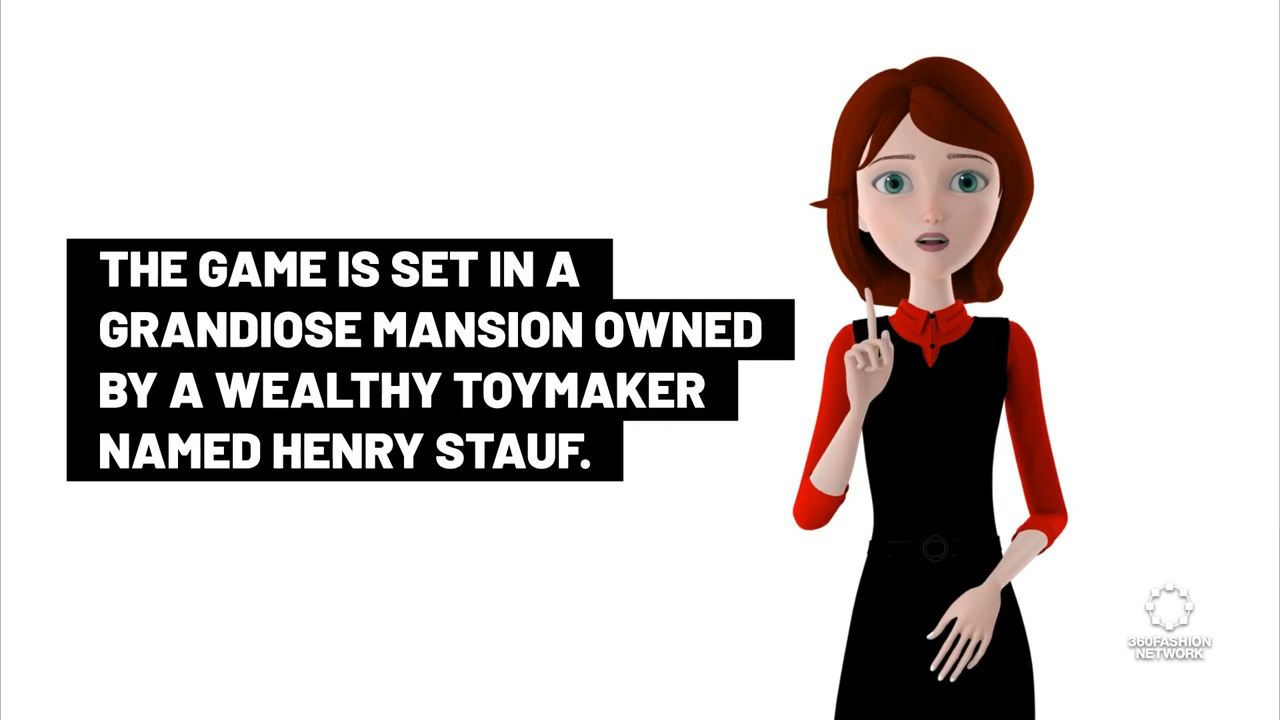 THE GAME IS SET IN A
GRANDIOSE MANSION OWNED
BY A WEALTHY TOYMAKER
NAMED HENRY STAUF.
360FASHION
NETWORK